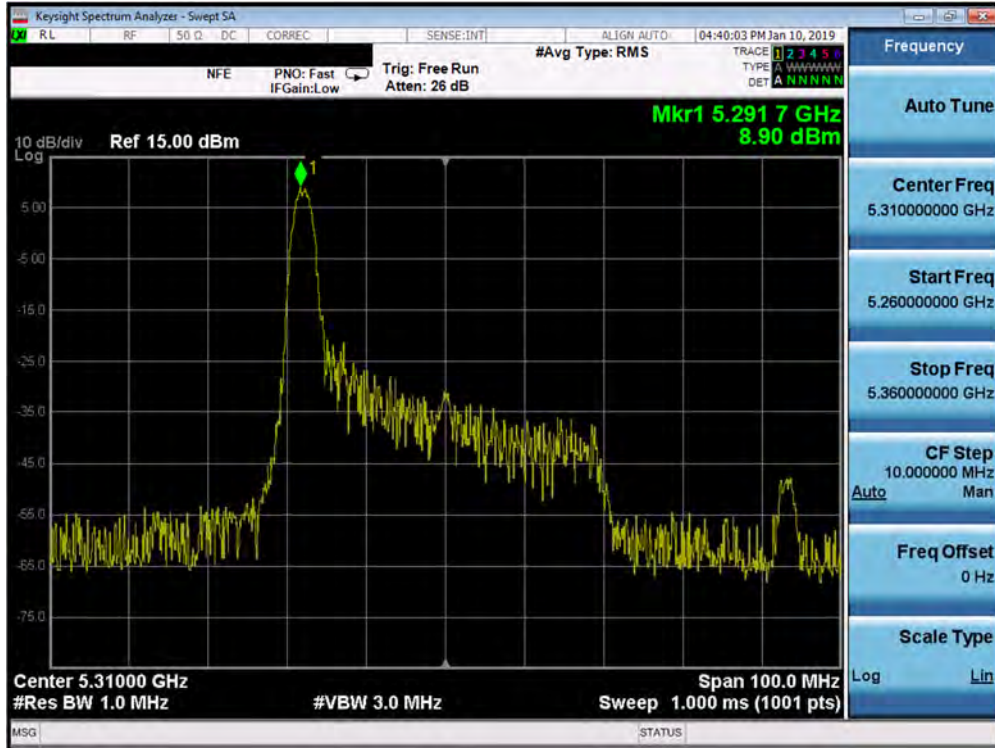 Keysight Spectrum Analyzer - Swept SA
LXI RL RF 50 Ω DC CORREC SENSE:INT ALIGN AUTO 04:40:03 PM Jan 10, 2019
NFE PNO: Fast IFGain:Low
Trig: Free Run
Atten: 26 dB
#Avg Type: RMS
TRACE 1 2 3 4 5 6
TYPE A WWWWW
DET A N N N N N
Mkr1 5.291 7 GHz
8.90 dBm
10 dB/div Ref 15.00 dBm
Log
1
5.00
-5.00
-15.0
-25.0
-35.0
-45.0
-55.0
-65.0
-75.0
Center 5.31000 GHz Span 100.0 MHz
#Res BW 1.0 MHz #VBW 3.0 MHz Sweep 1.000 ms (1001 pts)
MSG STATUS
Frequency
Auto Tune
Center Freq
5.310000000 GHz
Start Freq
5.260000000 GHz
Stop Freq
5.360000000 GHz
CF Step
10.000000 MHz
Auto Man
Freq Offset
0 Hz
Scale Type
Log Lin